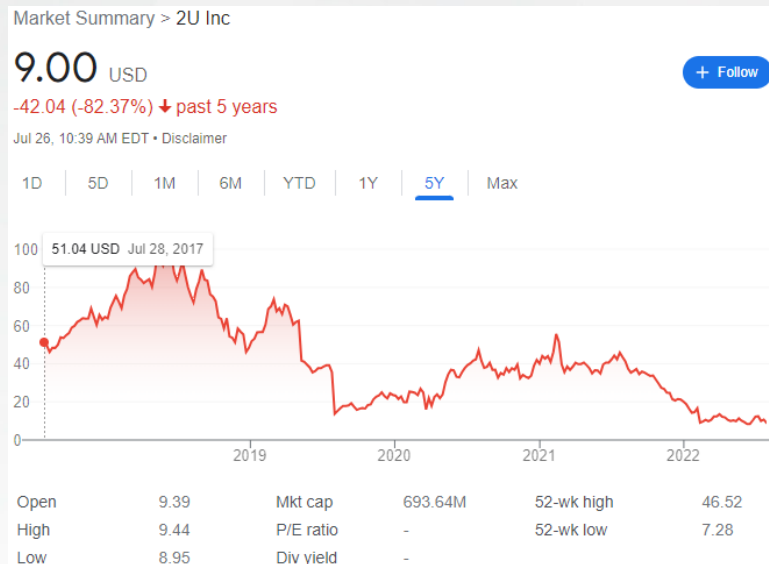 Market Summary > 2U Inc
9.00 USD
+ Follow
-42.04 (-82.37%) ↓ past 5 years
Jul 26, 10:39 AM EDT • Disclaimer
1D 5D 1M 6M YTD 1Y 5Y Max
51.04 USD Jul 28, 2017
100
80
60
40
20
0
2019 2020 2021 2022
Open 9.39 Mkt cap 693.64M 52-wk high 46.52
High 9.44 P/E ratio - 52-wk low 7.28
Low 8.95 Div yield -